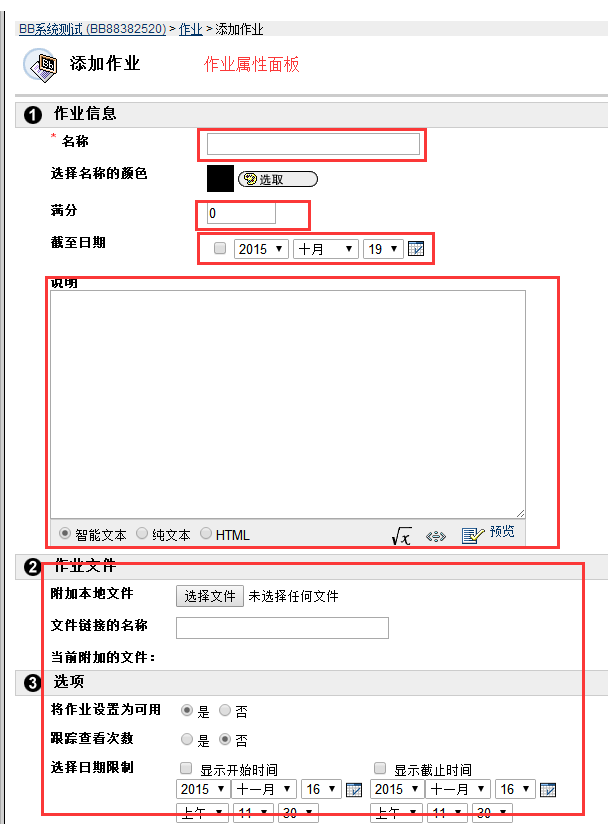 BB系统测试 (BB88382520) > 作业 > 添加作业
添加作业 作业属性面板
1 作业信息
* 名称
选择名称的颜色 选取
满分 0
截至日期 2015 十月 19
说明
智能文本 纯文本 HTML √x 预览
2 作业文件
附加本地文件 选择文件 未选择任何文件
文件链接的名称
当前附加的文件：
3 选项
将作业设置为可用 是 否
跟踪查看次数 是 否
选择日期限制 显示开始时间 显示截止时间
2015 十一月 16 2015 十一月 16
上午 11 30 上午 11 30